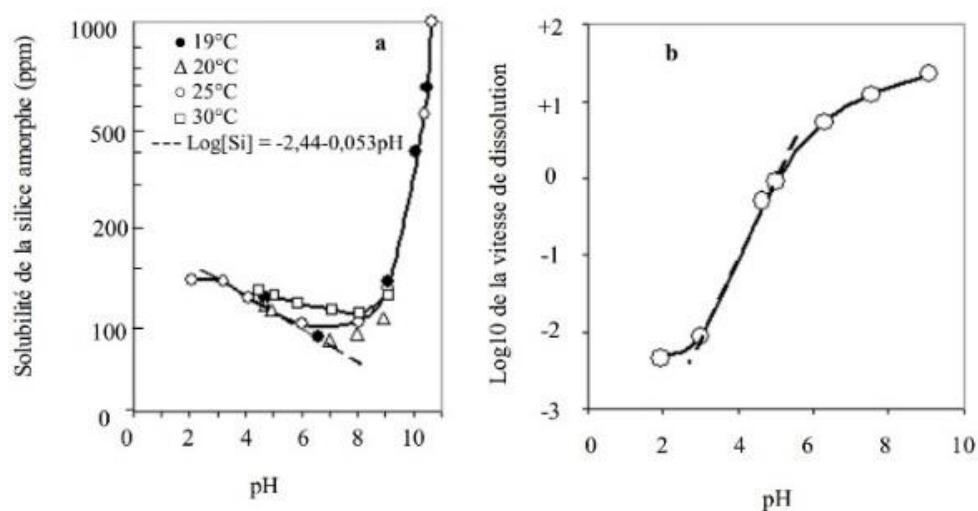 Solubilité de la silice amorphe (ppm)
1000
500
200
100
0
a
19°C
20°C
25°C
30°C
Log[Si] = -2,44-0,053pH
0 2 4 6 8 10
pH
Log10 de la vitesse de dissolution
+2
+1
0
-1
-2
-3
b
0 2 4 6 8 10
pH